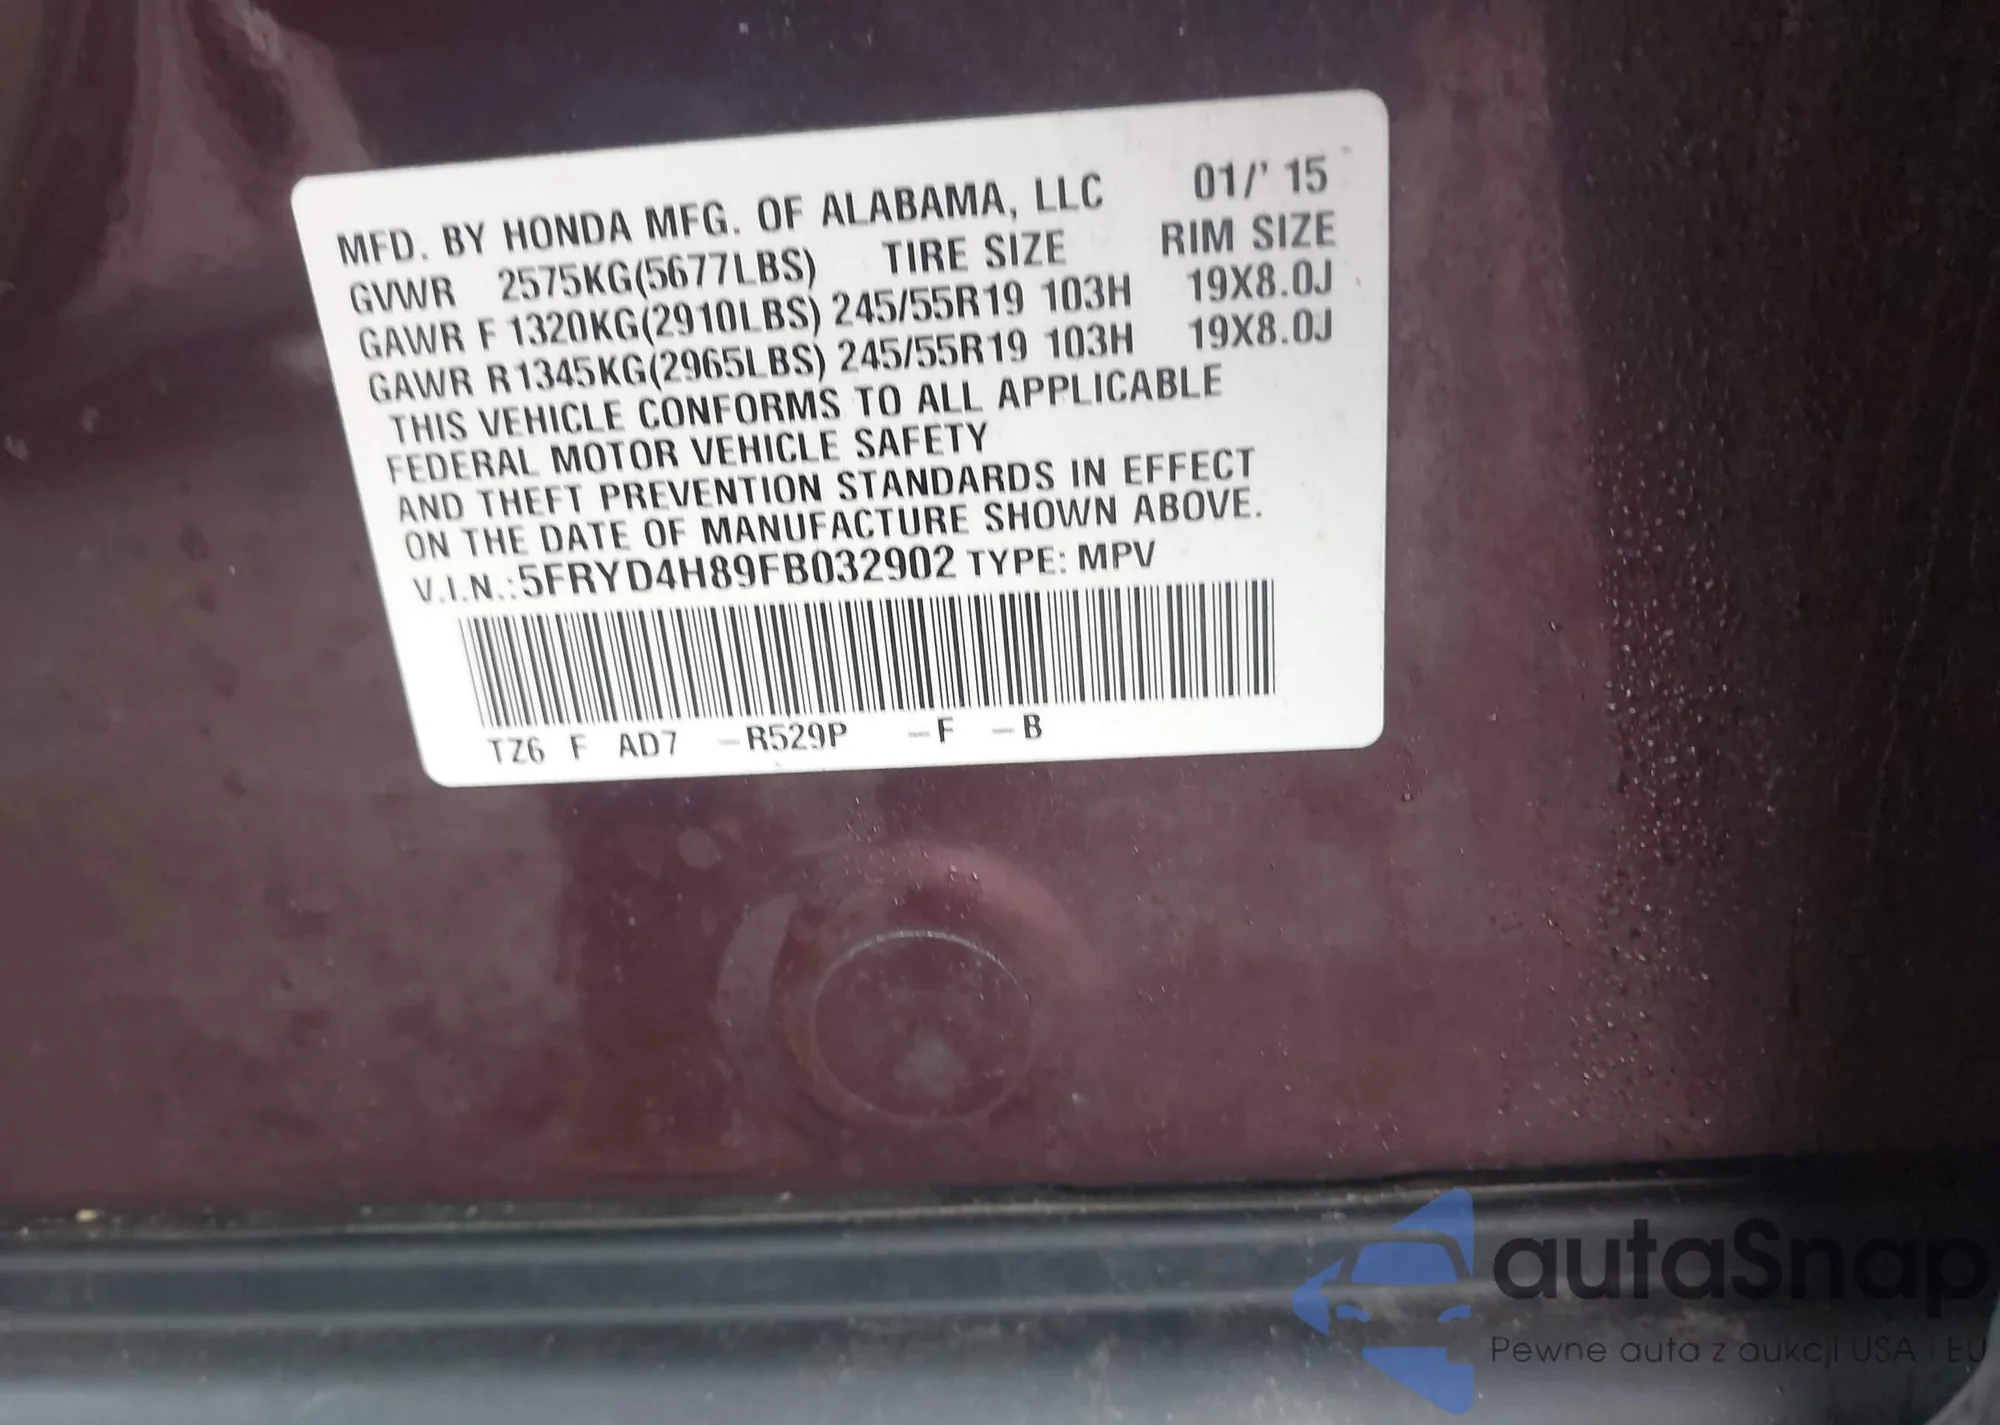 MFD. BY HONDA MFG. OF ALABAMA, LLC 01/' 15
GVWR 2575KG(5677LBS) TIRE SIZE RIM SIZE
GAWR F 1320KG(2910LBS) 245/55R19 103H 19X8.0J
GAWR R1345KG(2965LBS) 245/55R19 103H 19X8.0J
THIS VEHICLE CONFORMS TO ALL APPLICABLE
FEDERAL MOTOR VEHICLE SAFETY
AND THEFT PREVENTION STANDARDS IN EFFECT
ON THE DATE OF MANUFACTURE SHOWN ABOVE.
V.I.N.:5FRYD4H89FB032902 TYPE: MPV
TZ6 F AD7 –R529P –F –B
autaSnap
Pewne auta z aukcji USA i EU